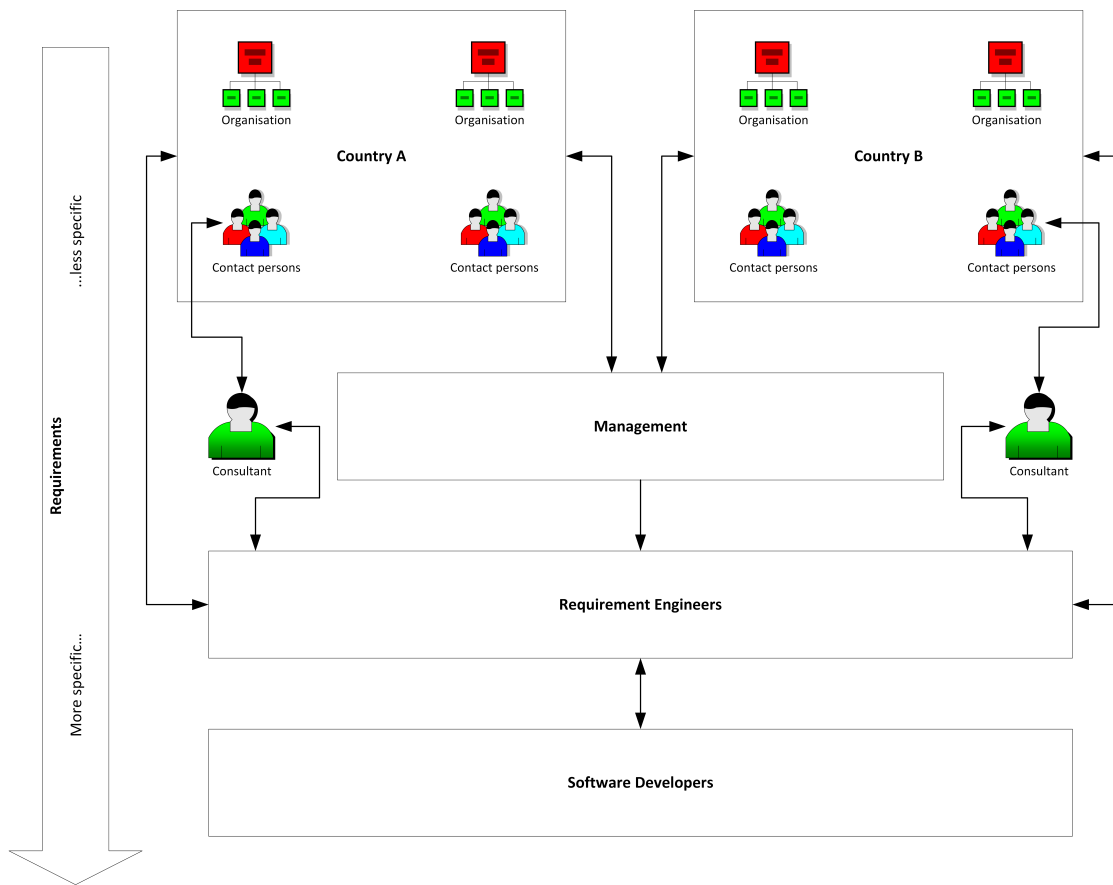 Organisation
Organisation
Organisation
Organisation
Country A
Country B
Contact persons
Contact persons
Contact persons
Contact persons
...less specific
Requirements
More specific...
Consultant
Management
Consultant
Requirement Engineers
Software Developers